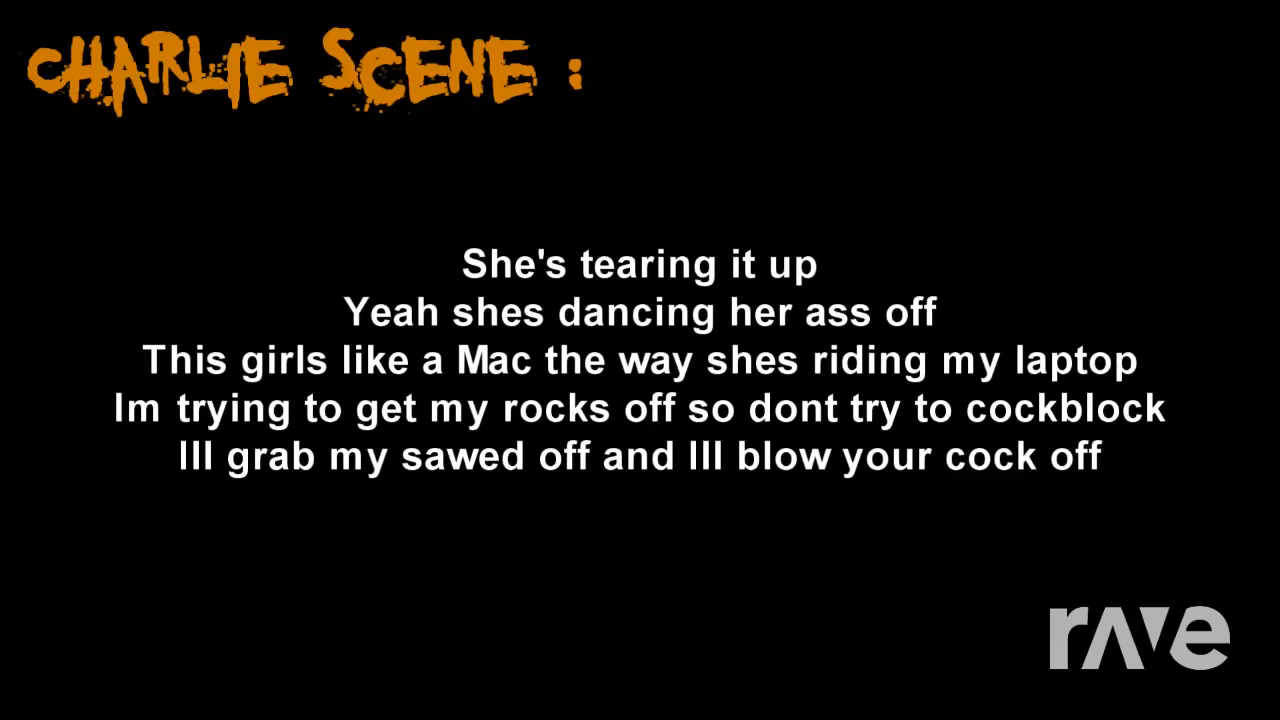 CHARLIE SCENE :
She's tearing it up
Yeah shes dancing her ass off
This girls like a Mac the way shes riding my laptop
Im trying to get my rocks off so dont try to cockblock
Ill grab my sawed off and Ill blow your cock off
rave